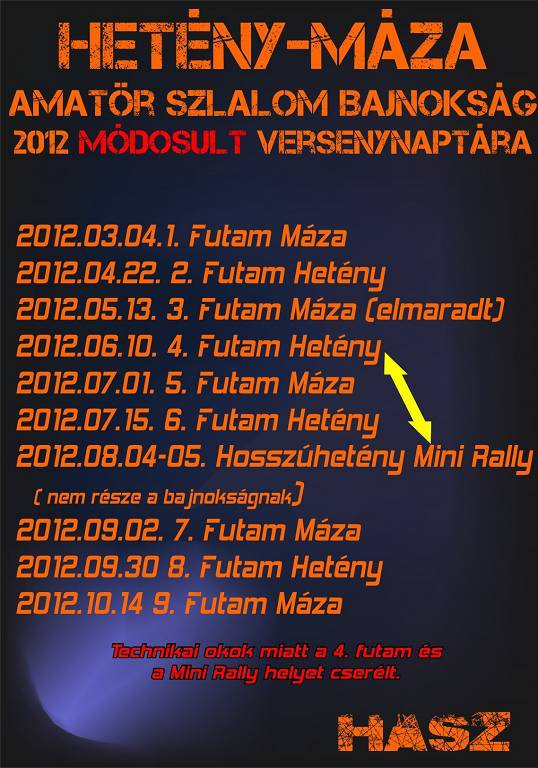 HETÉNY-MÁZA
AMATŐR SZLALOM BAJNOKSÁG
2012 MÓDOSULT VERSENYNAPTÁRA
2012.03.04.1. Futam Máza
2012.04.22. 2. Futam Hetény
2012.05.13. 3. Futam Máza (elmaradt)
2012.06.10. 4. Futam Hetény
2012.07.01. 5. Futam Máza
2012.07.15. 6. Futam Hetény
2012.08.04-05. Hosszúhetény Mini Rally
( nem része a bajnokságnak)
2012.09.02. 7. Futam Máza
2012.09.30 8. Futam Hetény
2012.10.14 9. Futam Máza
Technikai okok miatt a 4. futam és
a Mini Rally helyet cserélt.
HASZ